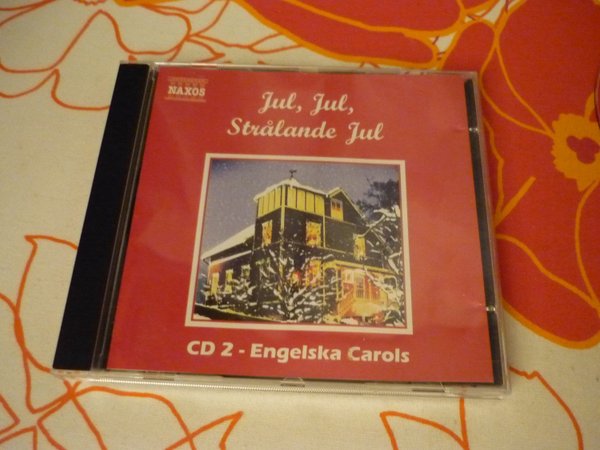 NAXOS
Jul, Jul,
Strålande Jul
CD 2 - Engelska Carols